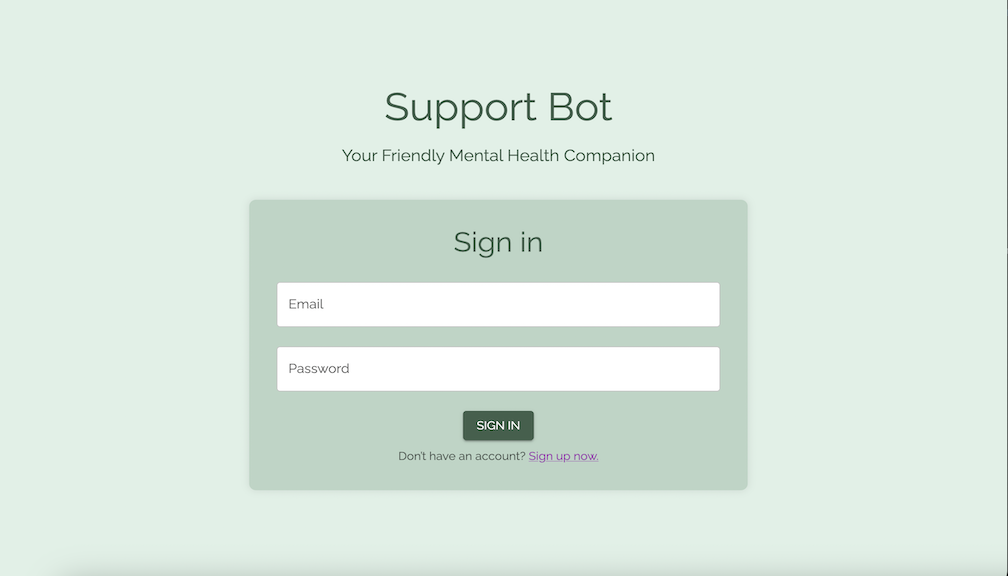 Support Bot
Your Friendly Mental Health Companion
Sign in
Email
Password
SIGN IN
Don't have an account? Sign up now.